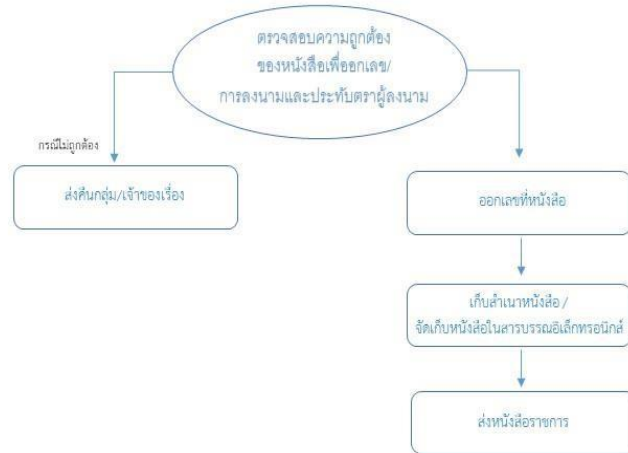 ตรวจสอบความถูกต้อง
ของหนังสือเพื่ออกเลข/
การลงนามและประทับตราผู้ลงนาม
กรณีไม่ถูกต้อง
ส่งคืนกลุ่ม/เจ้าของเรื่อง
ออกเลขที่หนังสือ
เก็บสำเนาหนังสือ /
จัดเก็บหนังสือในสารบรรณอิเล็กทรอนิกส์
ส่งหนังสือราชการ